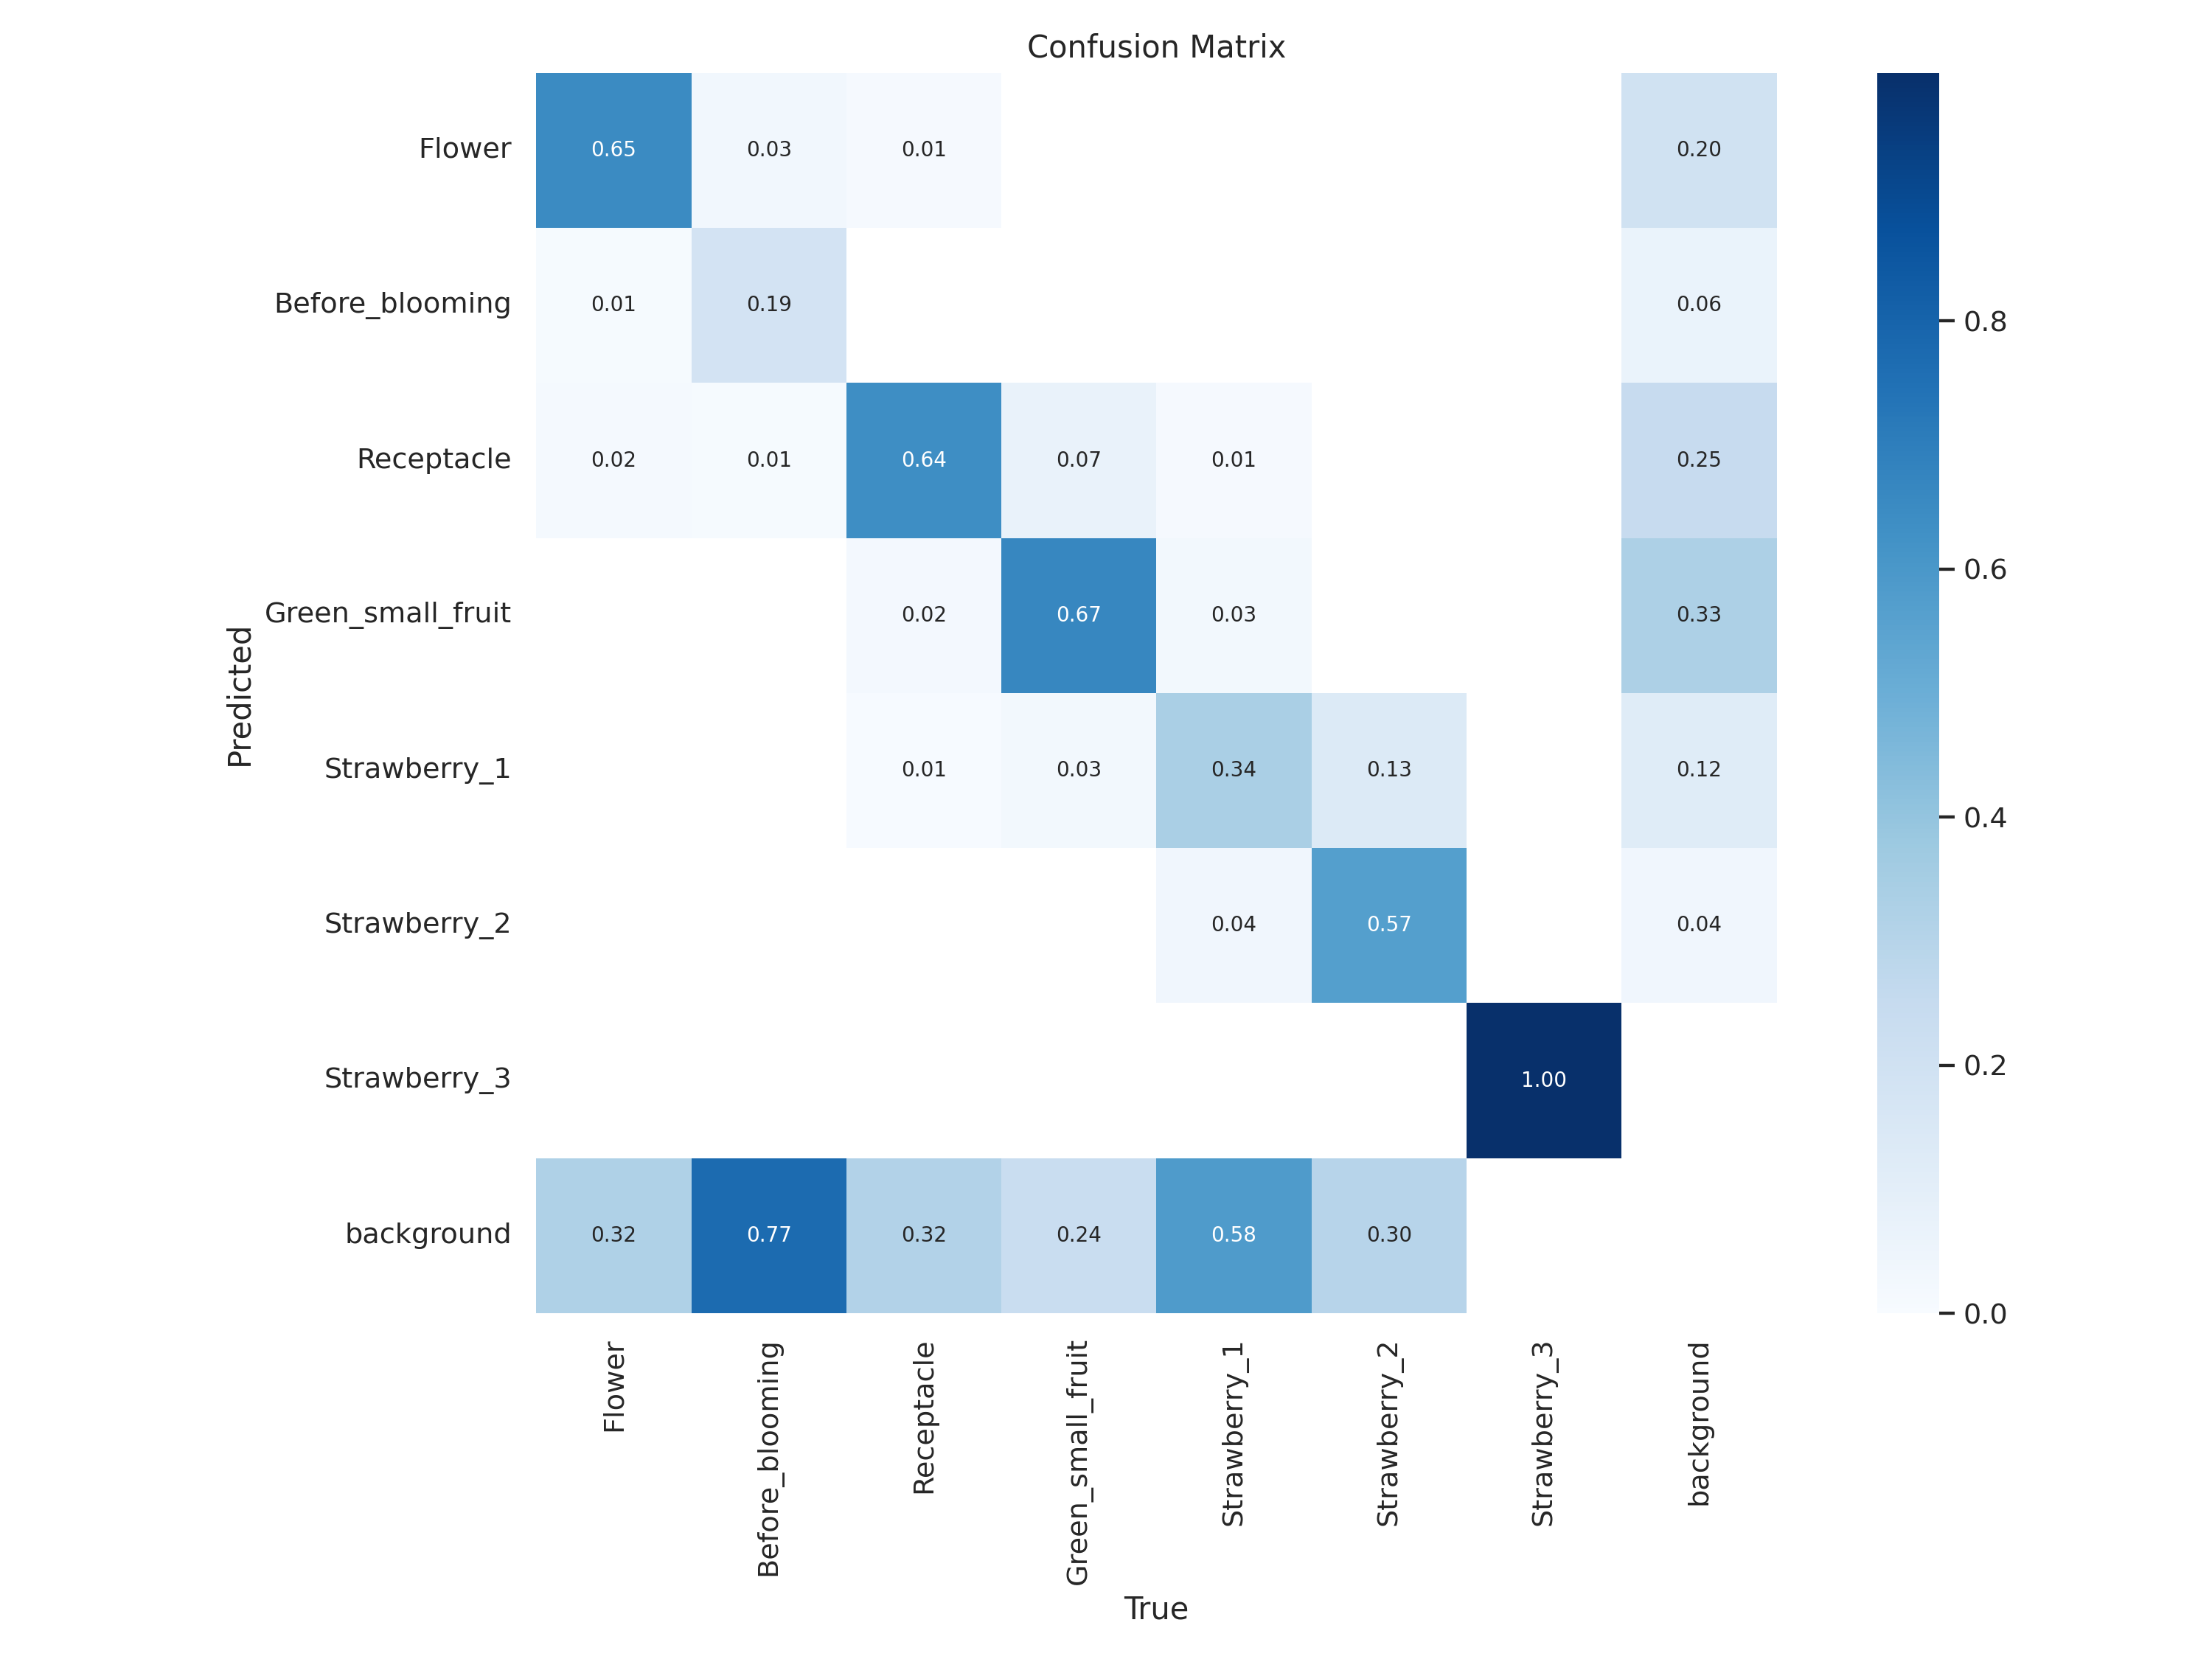 Confusion Matrix
Flower 0.65 0.03 0.01 0.20
Before_blooming 0.01 0.19 0.06
Receptacle 0.02 0.01 0.64 0.07 0.01 0.25
Green_small_fruit 0.02 0.67 0.03 0.33
Strawberry_1 0.01 0.03 0.34 0.13 0.12
Strawberry_2 0.04 0.57 0.04
Strawberry_3 1.00
background 0.32 0.77 0.32 0.24 0.58 0.30
Predicted
Flower
Before_blooming
Receptacle
Green_small_fruit
Strawberry_1
Strawberry_2
Strawberry_3
background
True
0.8
0.6
0.4
0.2
0.0